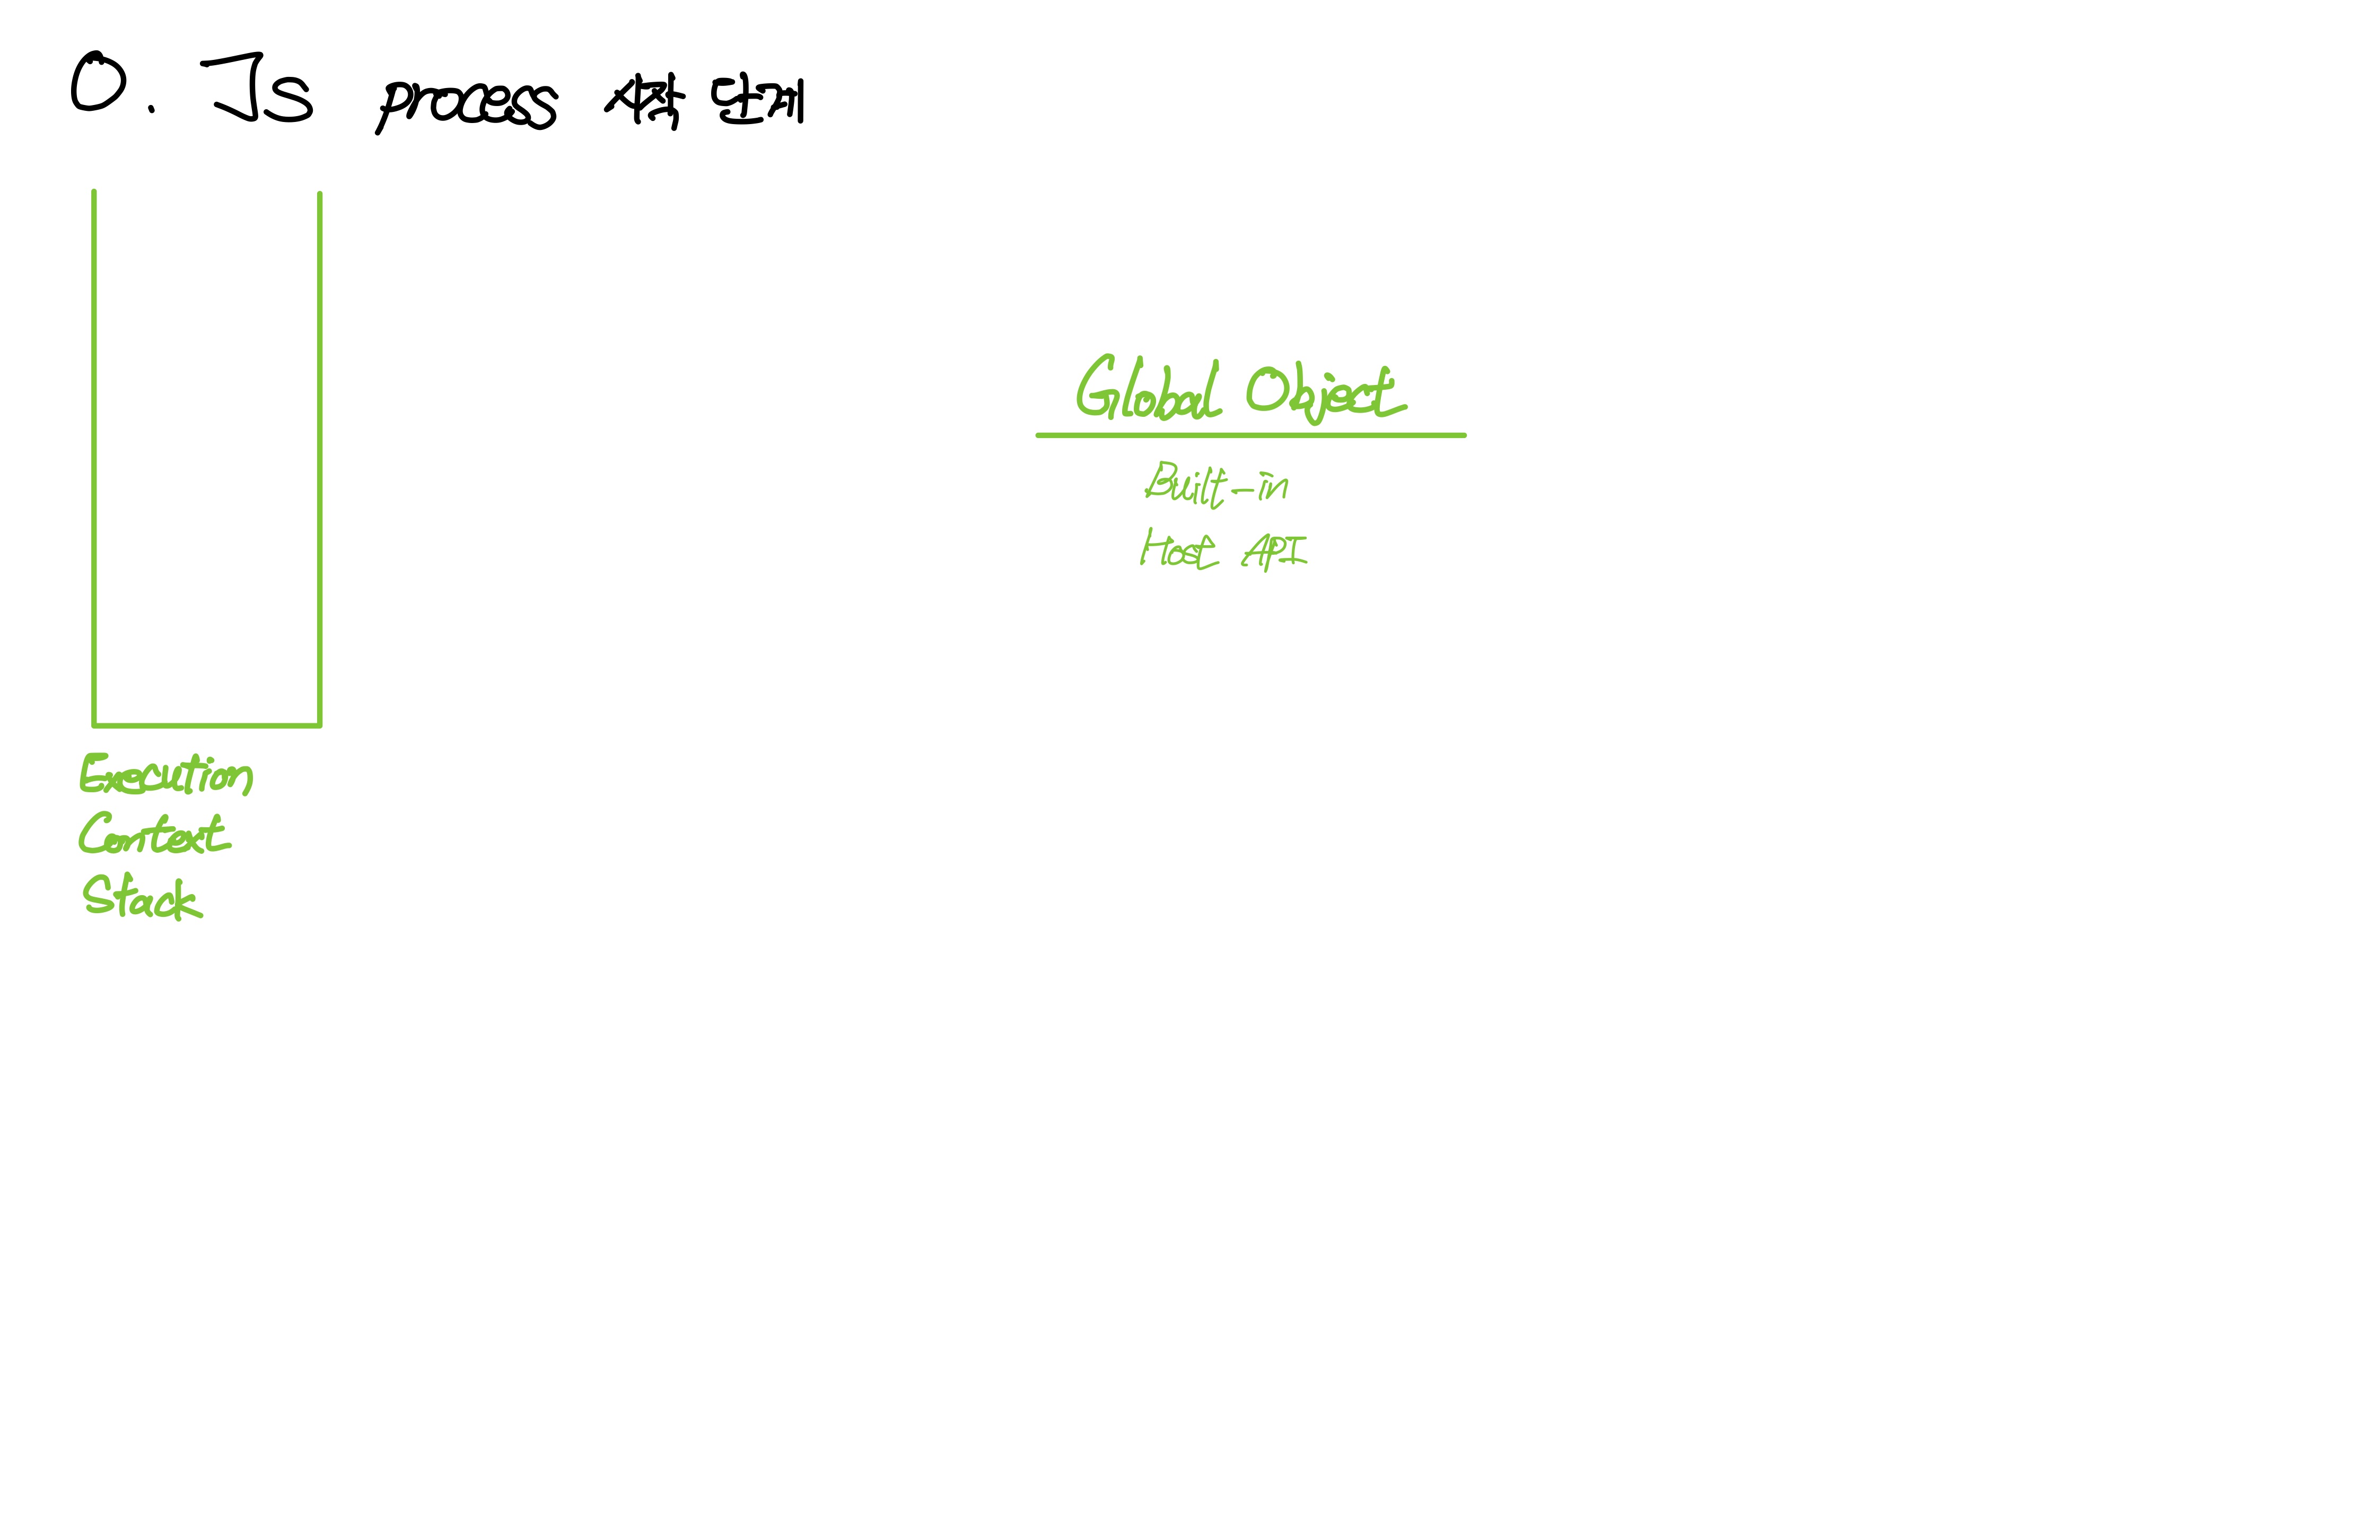 0. JS process 시작 단계
Global Object
Built-in
Host API
Execution
Context
Stack